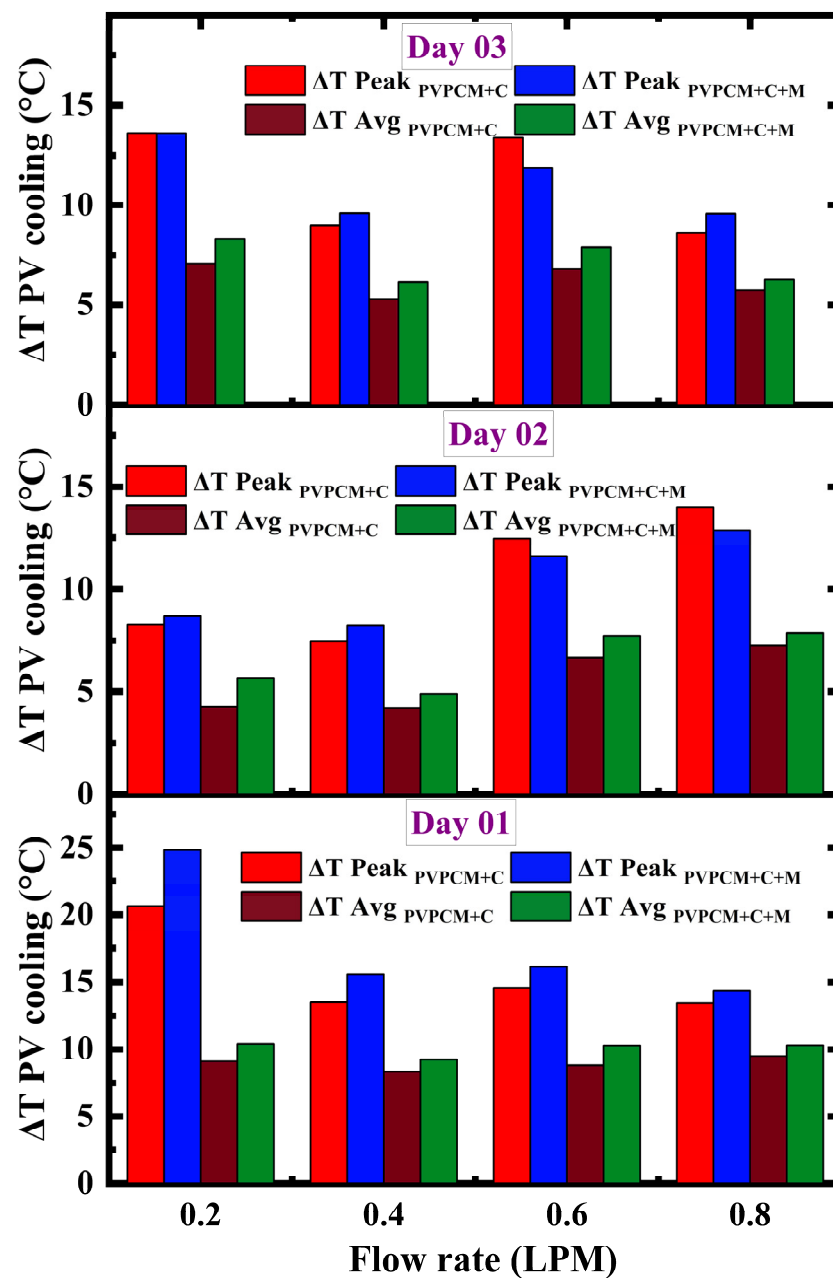 Day 03
ΔT Peak PVPCM+C ΔT Peak PVPCM+C+M
ΔT Avg PVPCM+C ΔT Avg PVPCM+C+M
15
10
5
0
ΔT PV cooling (°C)
Day 02
ΔT Peak PVPCM+C ΔT Peak PVPCM+C+M
ΔT Avg PVPCM+C ΔT Avg PVPCM+C+M
15
10
5
0
ΔT PV cooling (°C)
Day 01
ΔT Peak PVPCM+C ΔT Peak PVPCM+C+M
ΔT Avg PVPCM+C ΔT Avg PVPCM+C+M
25
20
15
10
5
0
ΔT PV cooling (°C)
0.2 0.4 0.6 0.8
Flow rate (LPM)